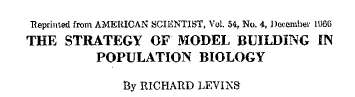 Reprinted from AMERICAN SCIENTIST, Vol. 54, No. 4, December 1966
THE STRATEGY OF MODEL BUILDING IN
POPULATION BIOLOGY
By RICHARD LEVINS